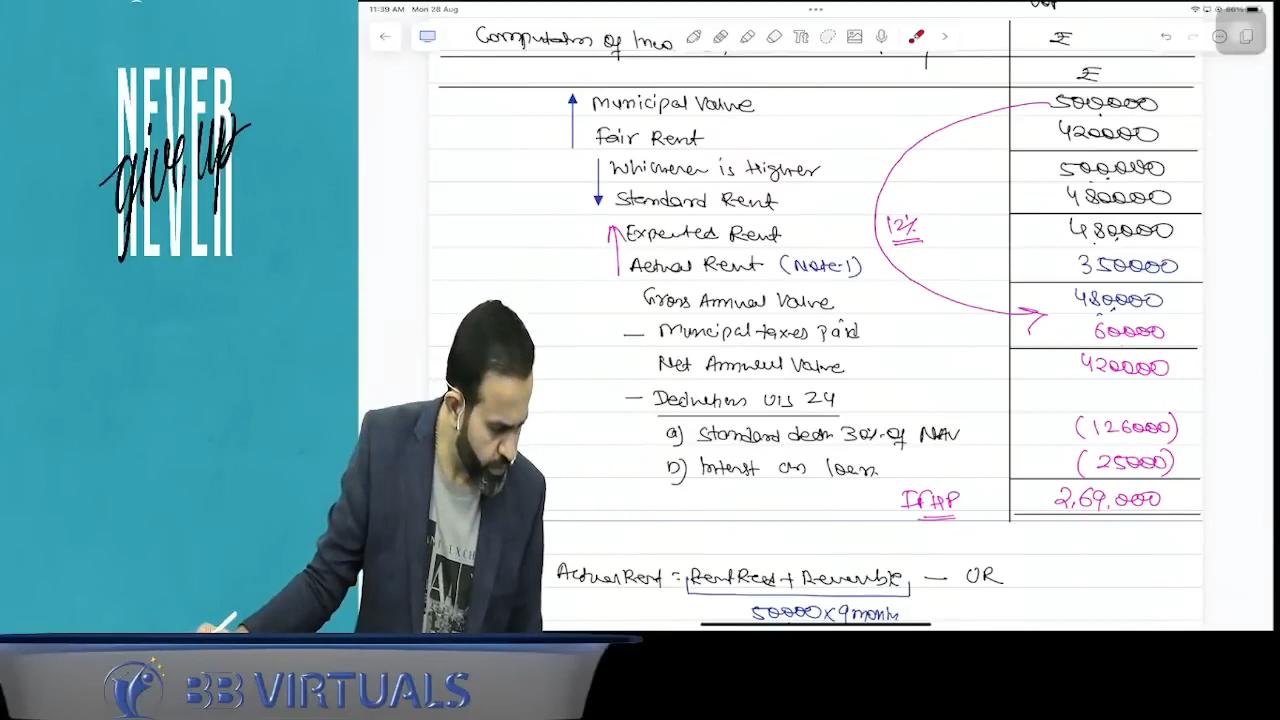 11:39 AM Mon 28 Aug
86%
Computation of Inco
₹
₹
Municipal Value 500000
Fair Rent 420000
Whichever is Higher 500000
Standard Rent 480000
Expected Rent 480000
12%
Actual Rent (Note-1) 350000
Gross Annual Value 480000
— Municipal taxes paid 60000
Net Annual Value 420000
— Deductions u/s 24
a) Standard dedn 30% of NAV (126000)
b) Interest on loan (25000)
IFHP 2,69,000
Actual Rent = Rent Recd + Receivable — OR
50000 x 9 months
NEVER
give up
NEVER
BB VIRTUALS